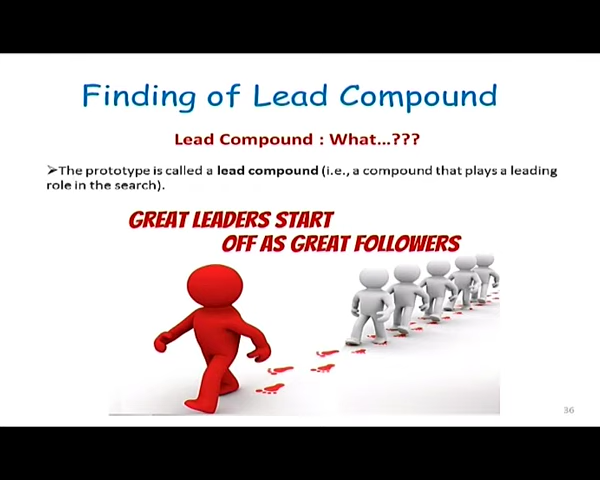 Finding of Lead Compound
Lead Compound : What...???
➢The prototype is called a lead compound (i.e., a compound that plays a leading
role in the search).
GREAT LEADERS START
OFF AS GREAT FOLLOWERS
36